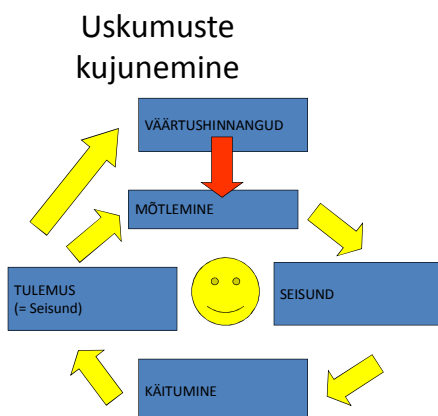 Uskumuste
kujunemine
VÄÄRTUSHINNANGUD
MÕTLEMINE
TULEMUS
(= Seisund)
SEISUND
KÄITUMINE